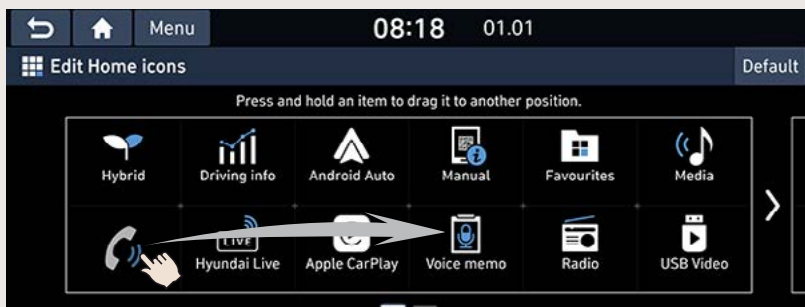 Menu 08:18 01.01
Edit Home icons Default
Press and hold an item to drag it to another position.
Hybrid Driving info Android Auto Manual Favourites Media
LIVE
Hyundai Live Apple CarPlay Voice memo Radio USB Video